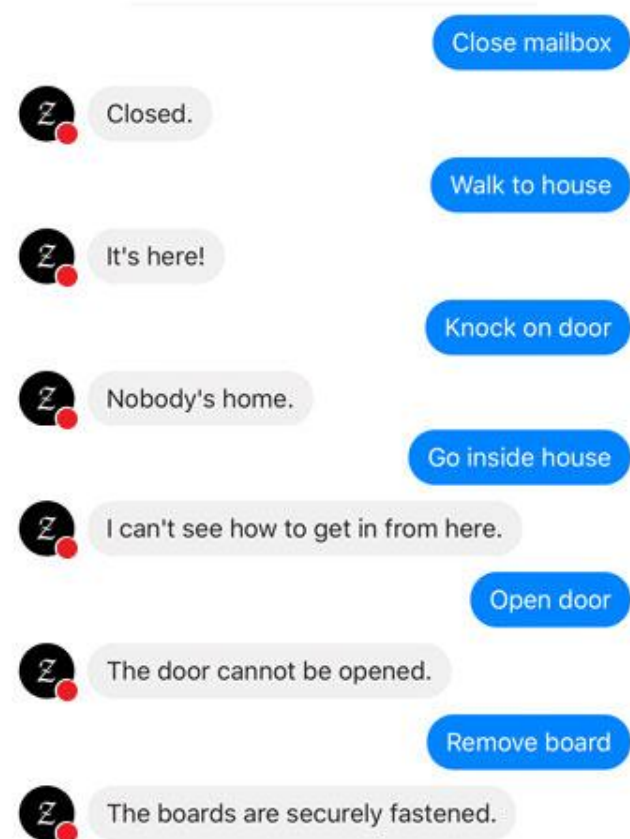 Close mailbox
Closed.
Walk to house
It's here!
Knock on door
Nobody's home.
Go inside house
I can't see how to get in from here.
Open door
The door cannot be opened.
Remove board
The boards are securely fastened.